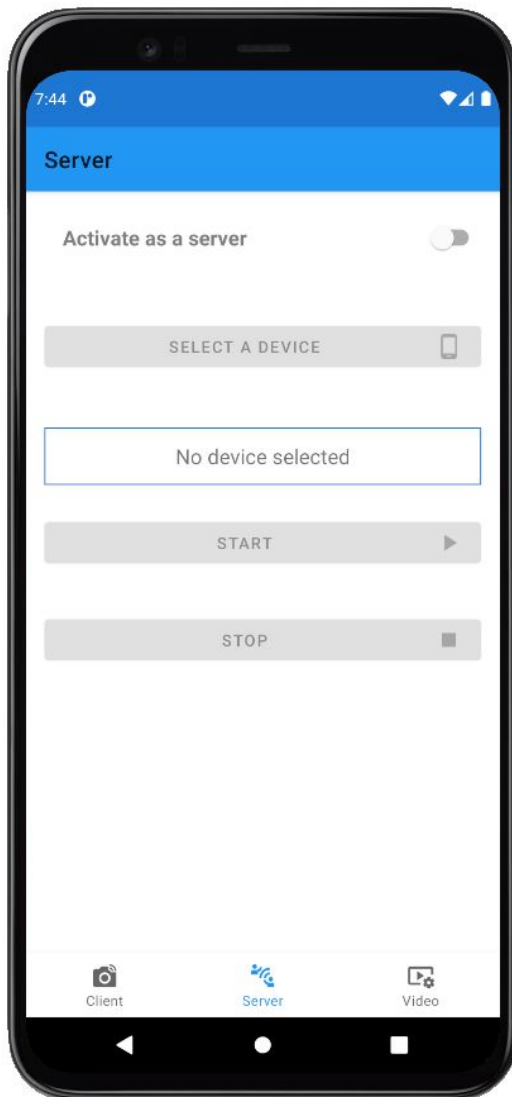 7:44
Server
Activate as a server
SELECT A DEVICE
No device selected
START
STOP
Client
Server
Video